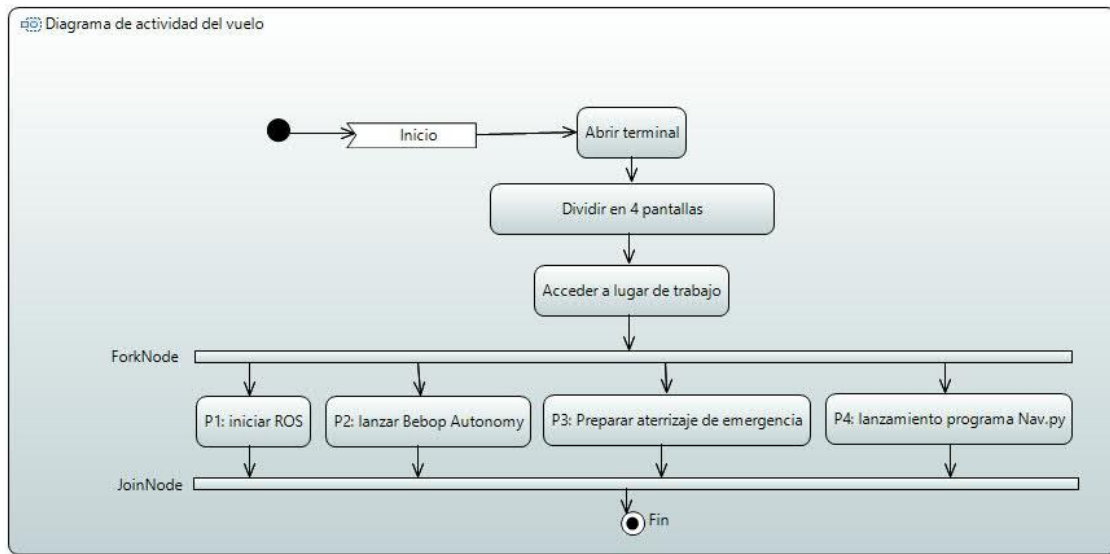 Diagrama de actividad del vuelo
Inicio
Abrir terminal
Dividir en 4 pantallas
Acceder a lugar de trabajo
ForkNode
P1: iniciar ROS
P2: lanzar Bebop Autonomy
P3: Preparar aterrizaje de emergencia
P4: lanzamiento programa Nav.py
JoinNode
Fin